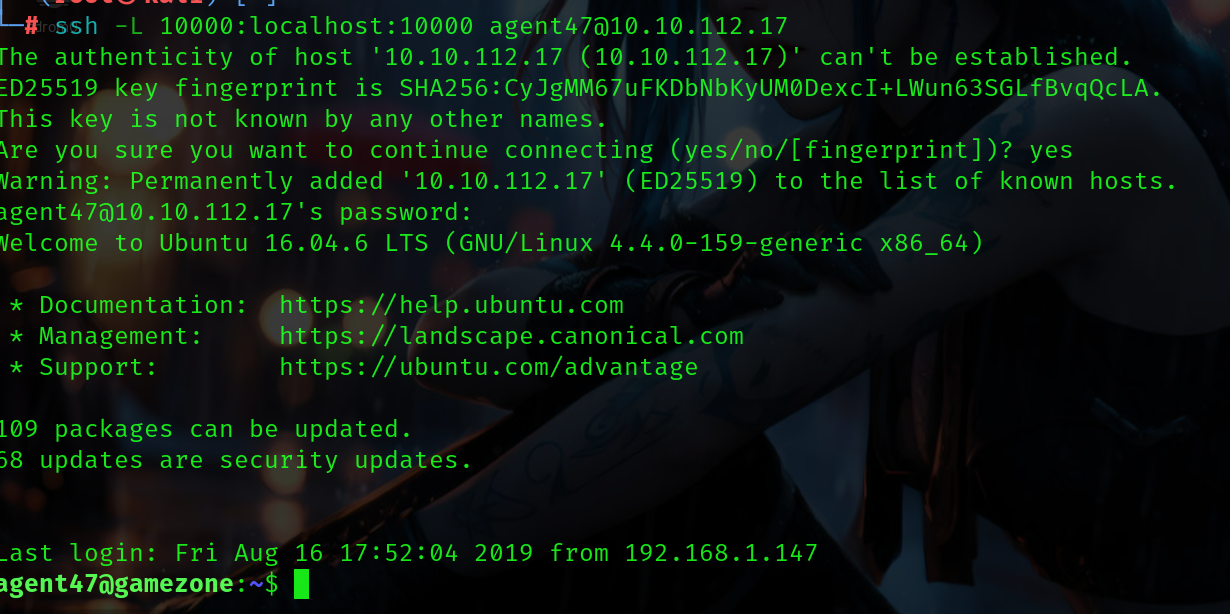 # ssh -L 10000:localhost:10000 agent47@10.10.112.17
The authenticity of host '10.10.112.17 (10.10.112.17)' can't be established.
ED25519 key fingerprint is SHA256:CyJgMM67uFKDbNbKyUM0DexcI+LWun63SGLfBvqQcLA.
This key is not known by any other names.
Are you sure you want to continue connecting (yes/no/[fingerprint])? yes
Warning: Permanently added '10.10.112.17' (ED25519) to the list of known hosts.
agent47@10.10.112.17's password:
Welcome to Ubuntu 16.04.6 LTS (GNU/Linux 4.4.0-159-generic x86_64)
* Documentation: https://help.ubuntu.com
* Management: https://landscape.canonical.com
* Support: https://ubuntu.com/advantage
109 packages can be updated.
68 updates are security updates.
Last login: Fri Aug 16 17:52:04 2019 from 192.168.1.147
agent47@gamezone:~$